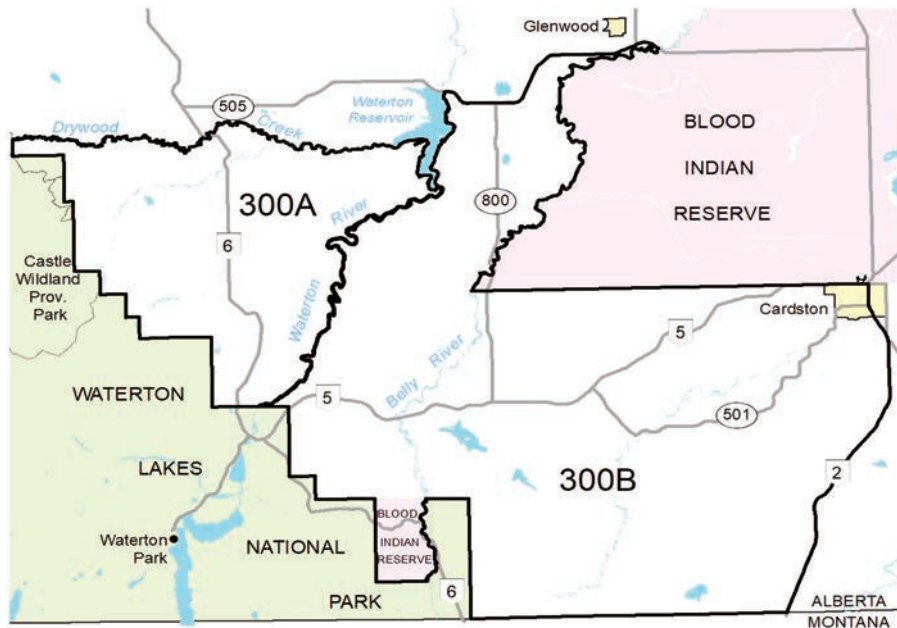 Glenwood
505
Waterton
Reservoir
Drywood
Creek
BLOOD
INDIAN
RESERVE
300A
River
800
6
Castle
Wildland
Prov.
Park
Waterton
Cardston
5
Belly River
WATERTON
5
501
LAKES
300B
2
Waterton
Park
NATIONAL
BLOOD
INDIAN
RESERVE
6
PARK
ALBERTA
MONTANA